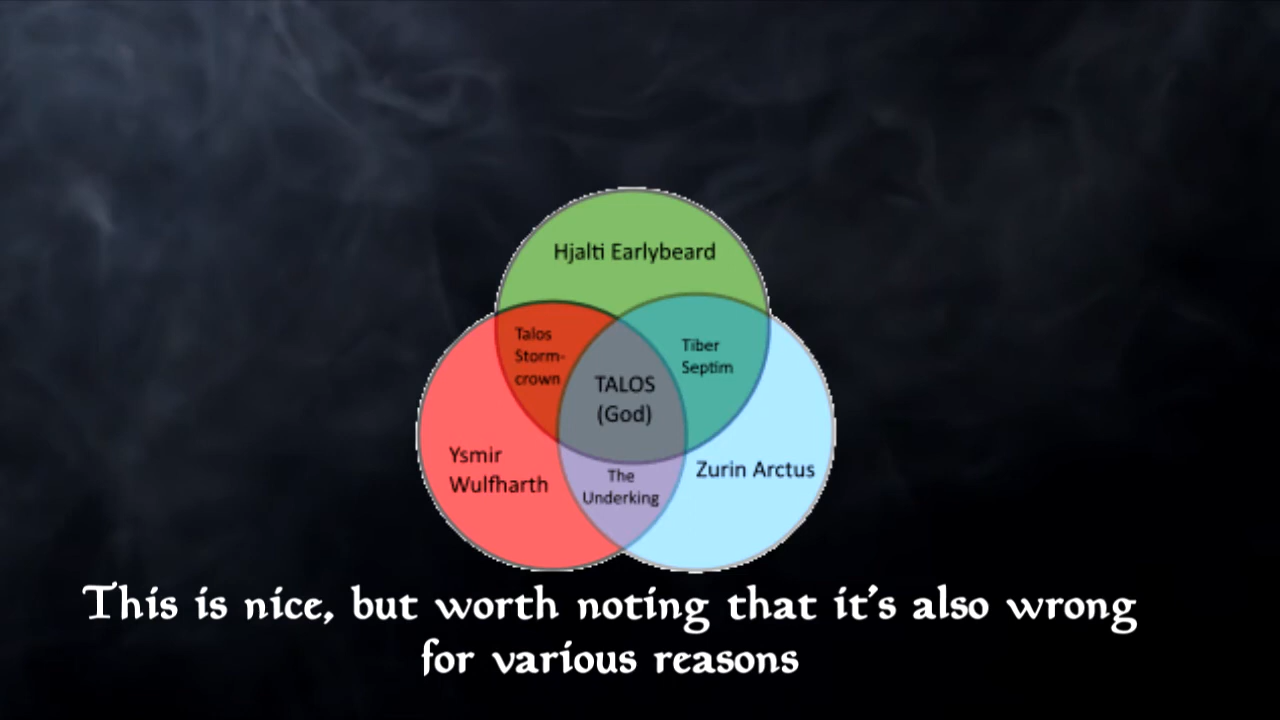 Hjalti Earlybeard
Talos
Storm-
crown
Tiber
Septim
TALOS
(God)
Ysmir
Wulfharth
Zurin Arctus
The
Underking
This is nice, but worth noting that it's also wrong
for various reasons